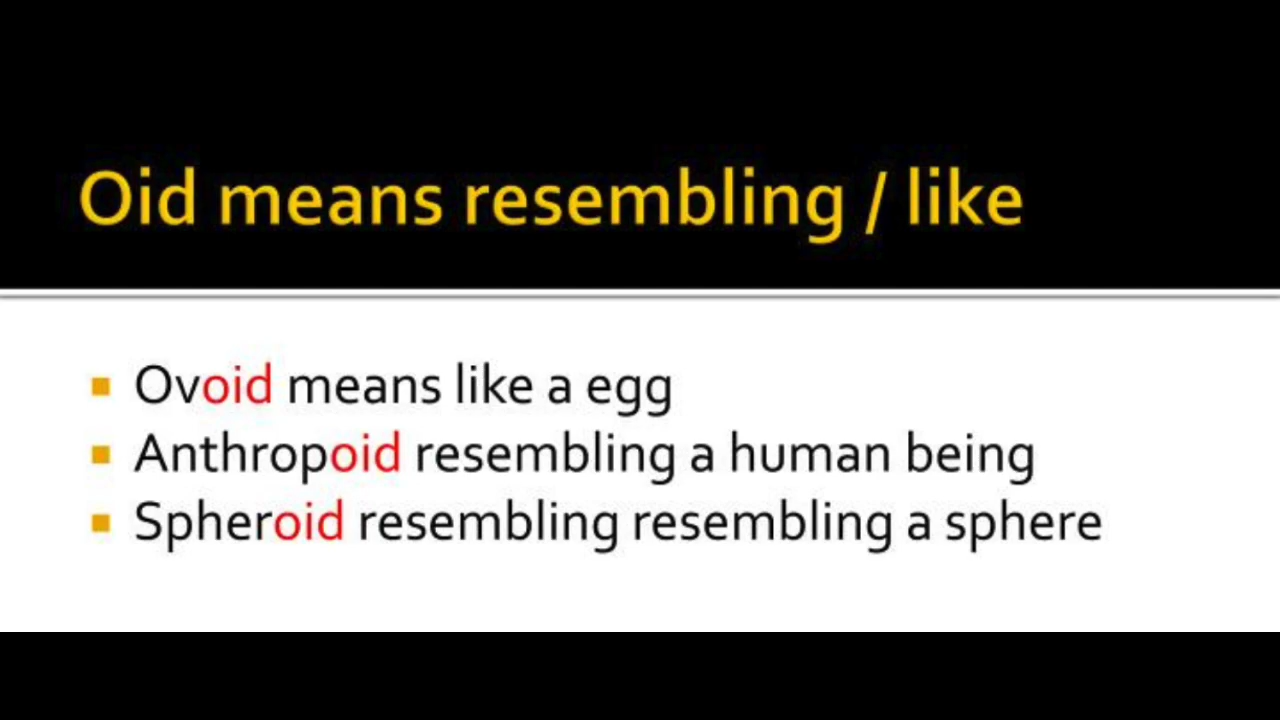 Oid means resembling / like
Ovoid means like a egg
Anthropoid resembling a human being
Spheroid resembling resembling a sphere